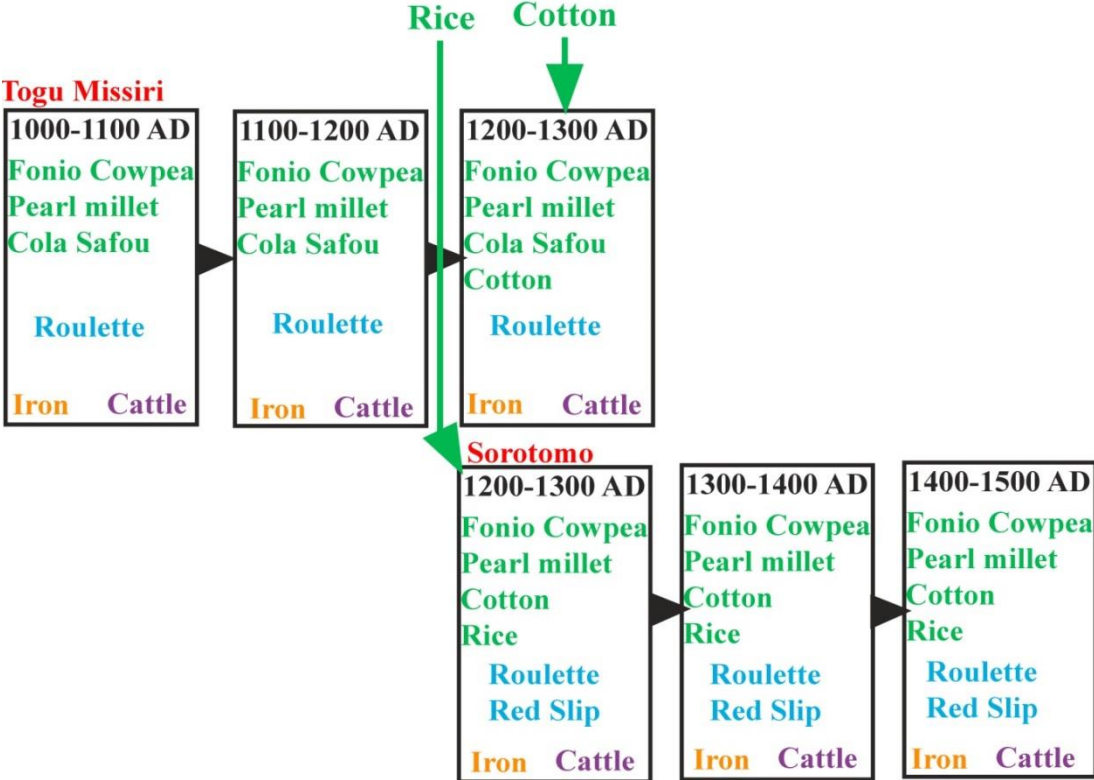 Rice Cotton
Togu Missiri
1000-1100 AD
Fonio Cowpea
Pearl millet
Cola Safou
Roulette
Iron Cattle
1100-1200 AD
Fonio Cowpea
Pearl millet
Cola Safou
Roulette
Iron Cattle
1200-1300 AD
Fonio Cowpea
Pearl millet
Cola Safou
Cotton
Roulette
Iron Cattle
Sorotomo
1200-1300 AD
Fonio Cowpea
Pearl millet
Cotton
Rice
Roulette
Red Slip
Iron Cattle
1300-1400 AD
Fonio Cowpea
Pearl millet
Cotton
Rice
Roulette
Red Slip
Iron Cattle
1400-1500 AD
Fonio Cowpea
Pearl millet
Cotton
Rice
Roulette
Red Slip
Iron Cattle